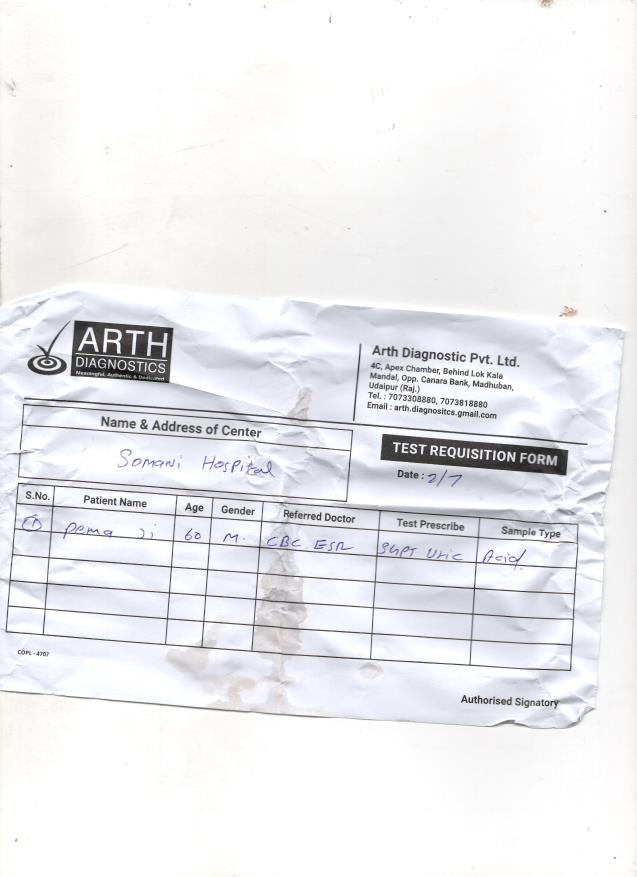 ARTH
DIAGNOSTICS
Meaningful, Authentic & Dedicated
Arth Diagnostic Pvt. Ltd.
4C, Apex Chamber, Behind Lok Kala
Mandal, Opp. Canara Bank, Madhuban,
Udaipur (Raj.)
Tel. : 7073308880, 7073818880
Email : arth.diagnositcs.gmail.com
Name & Address of Center
Somani Hospital
TEST REQUISITION FORM
Date : 2/7
S.No. Patient Name Age Gender Referred Doctor Test Prescribe Sample Type
1 pema ji 60 M. CBC ESR SGPT Uric Acid
COPL - 4707
Authorised Signatory